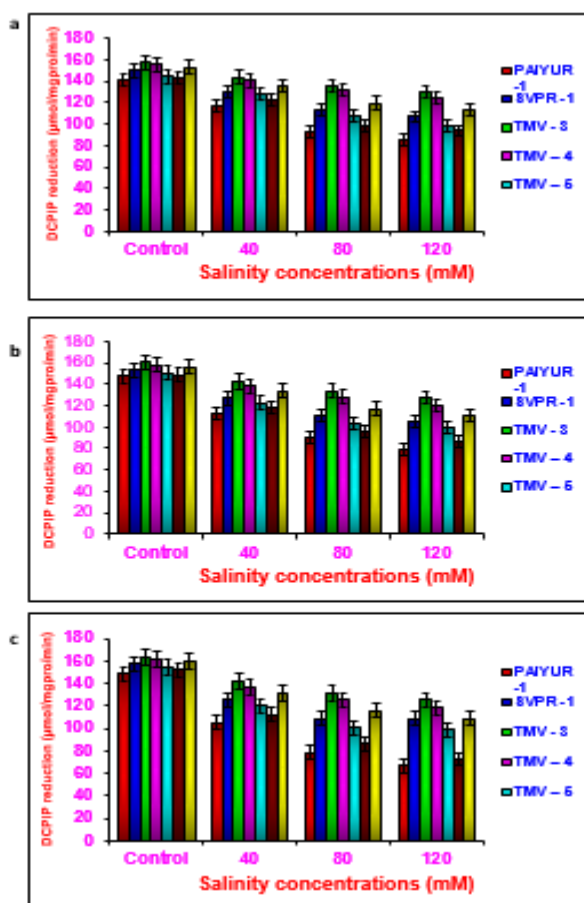 a
DCPIP reduction (µmol/mgpro/min)
180
160
140
120
100
80
60
40
20
0
Control 40 80 120
Salinity concentrations (mM)
PAIYUR
-1
SVPR -1
TMV - 3
TMV – 4
TMV – 5
b
DCPIP reduction (µmol/mgpro/min)
180
160
140
120
100
80
60
40
20
0
Control 40 80 120
Salinity concentrations (mM)
PAIYUR
-1
SVPR -1
TMV - 3
TMV – 4
TMV – 5
c
DCPIP reduction (µmol/mgpro/min)
180
160
140
120
100
80
60
40
20
0
Control 40 80 120
Salinity concentrations (mM)
PAIYUR
-1
SVPR -1
TMV - 3
TMV – 4
TMV – 5